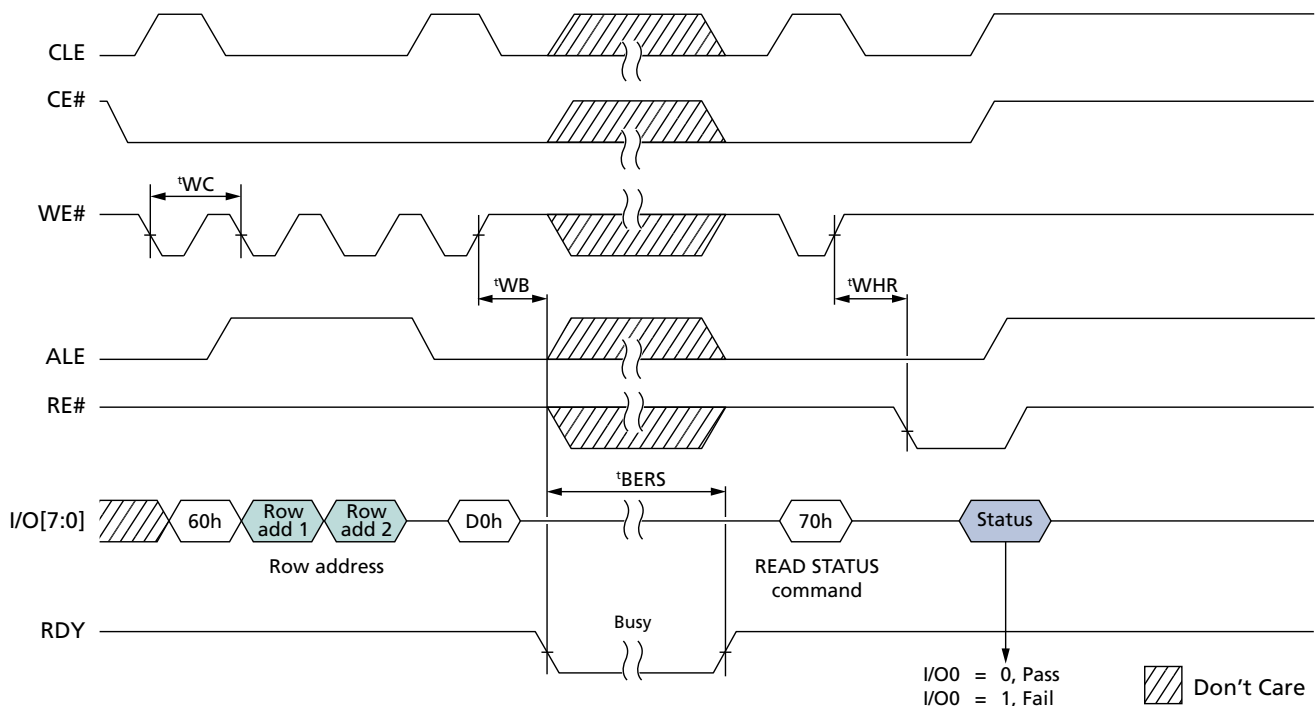 CLE
CE#
tWC
WE#
tWB
tWHR
ALE
RE#
tBERS
I/O[7:0]
60h
Row
add 1
Row
add 2
D0h
70h
Status
Row address
READ STATUS
command
RDY
Busy
I/O0 = 0, Pass
I/O0 = 1, Fail
Don't Care